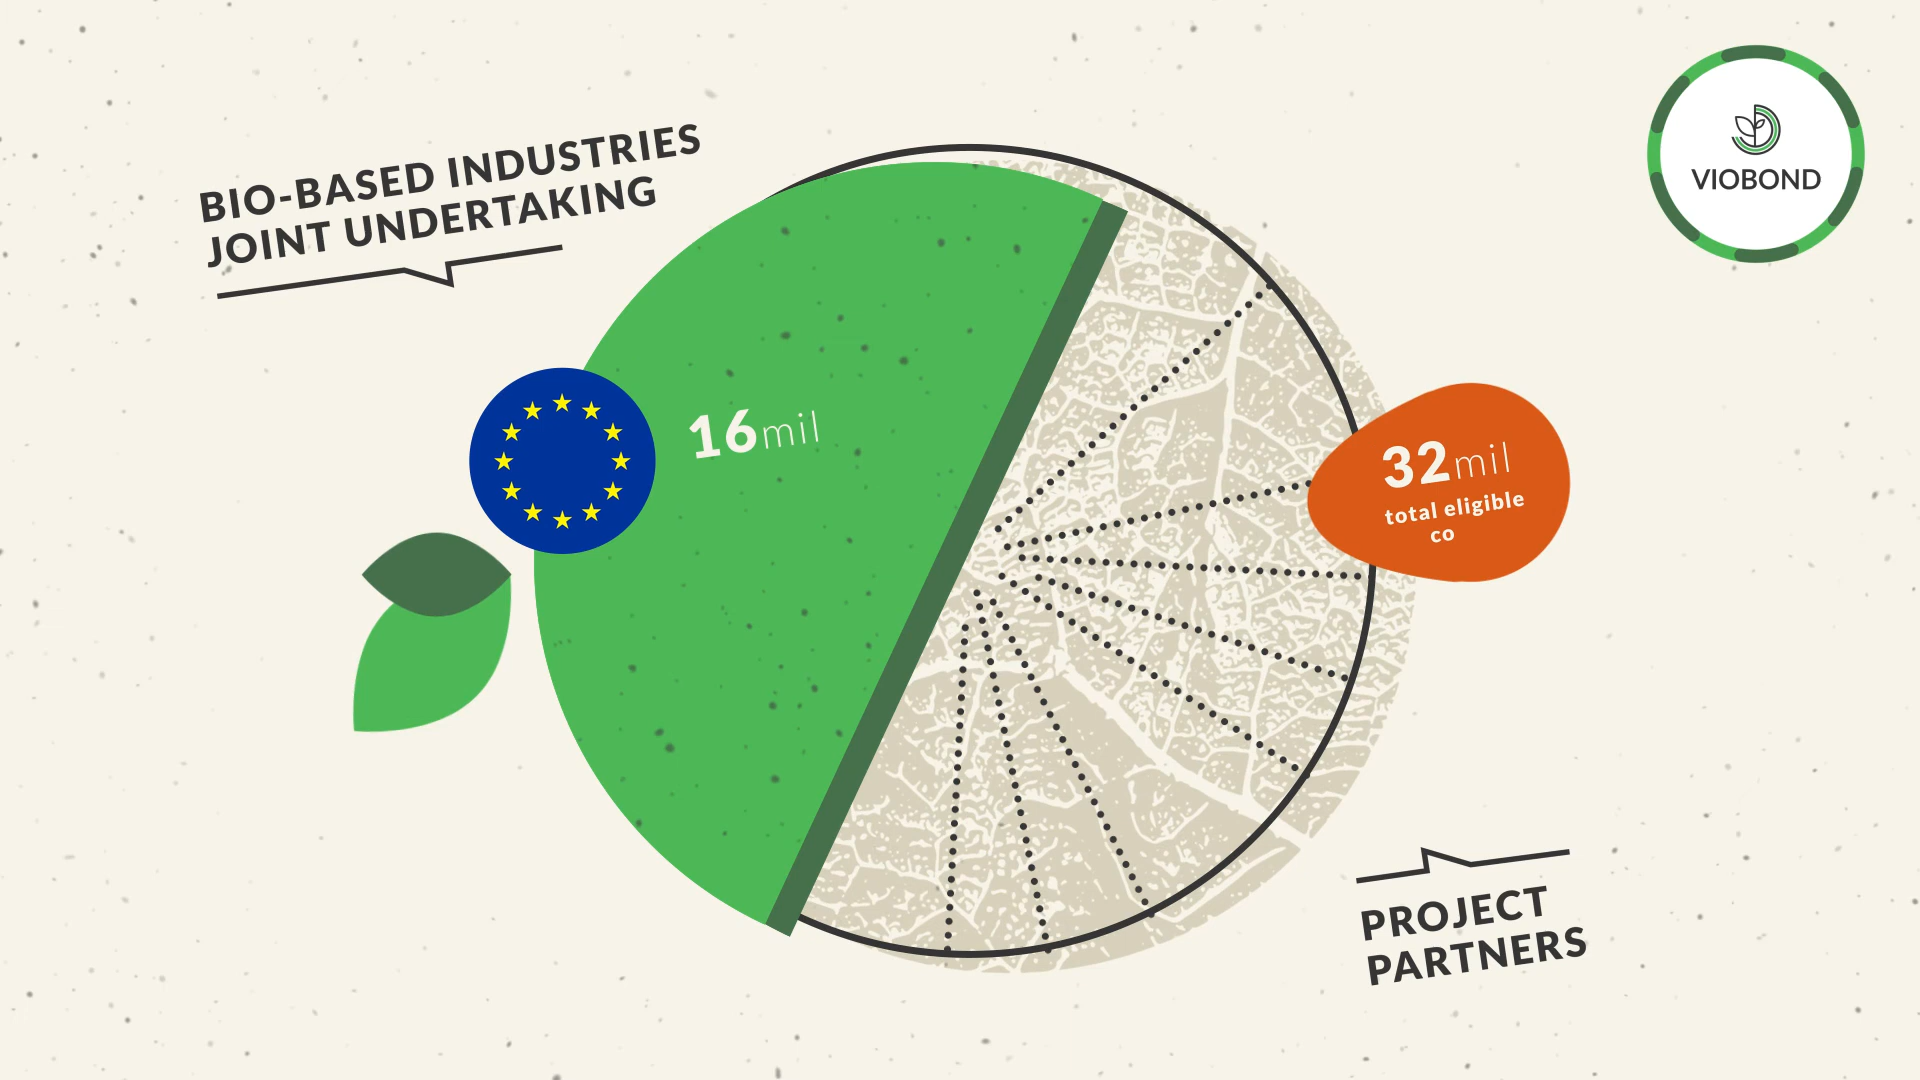 BIO-BASED INDUSTRIES
JOINT UNDERTAKING
VIOBOND
16mil
32mil
total eligible
co
PROJECT
PARTNERS